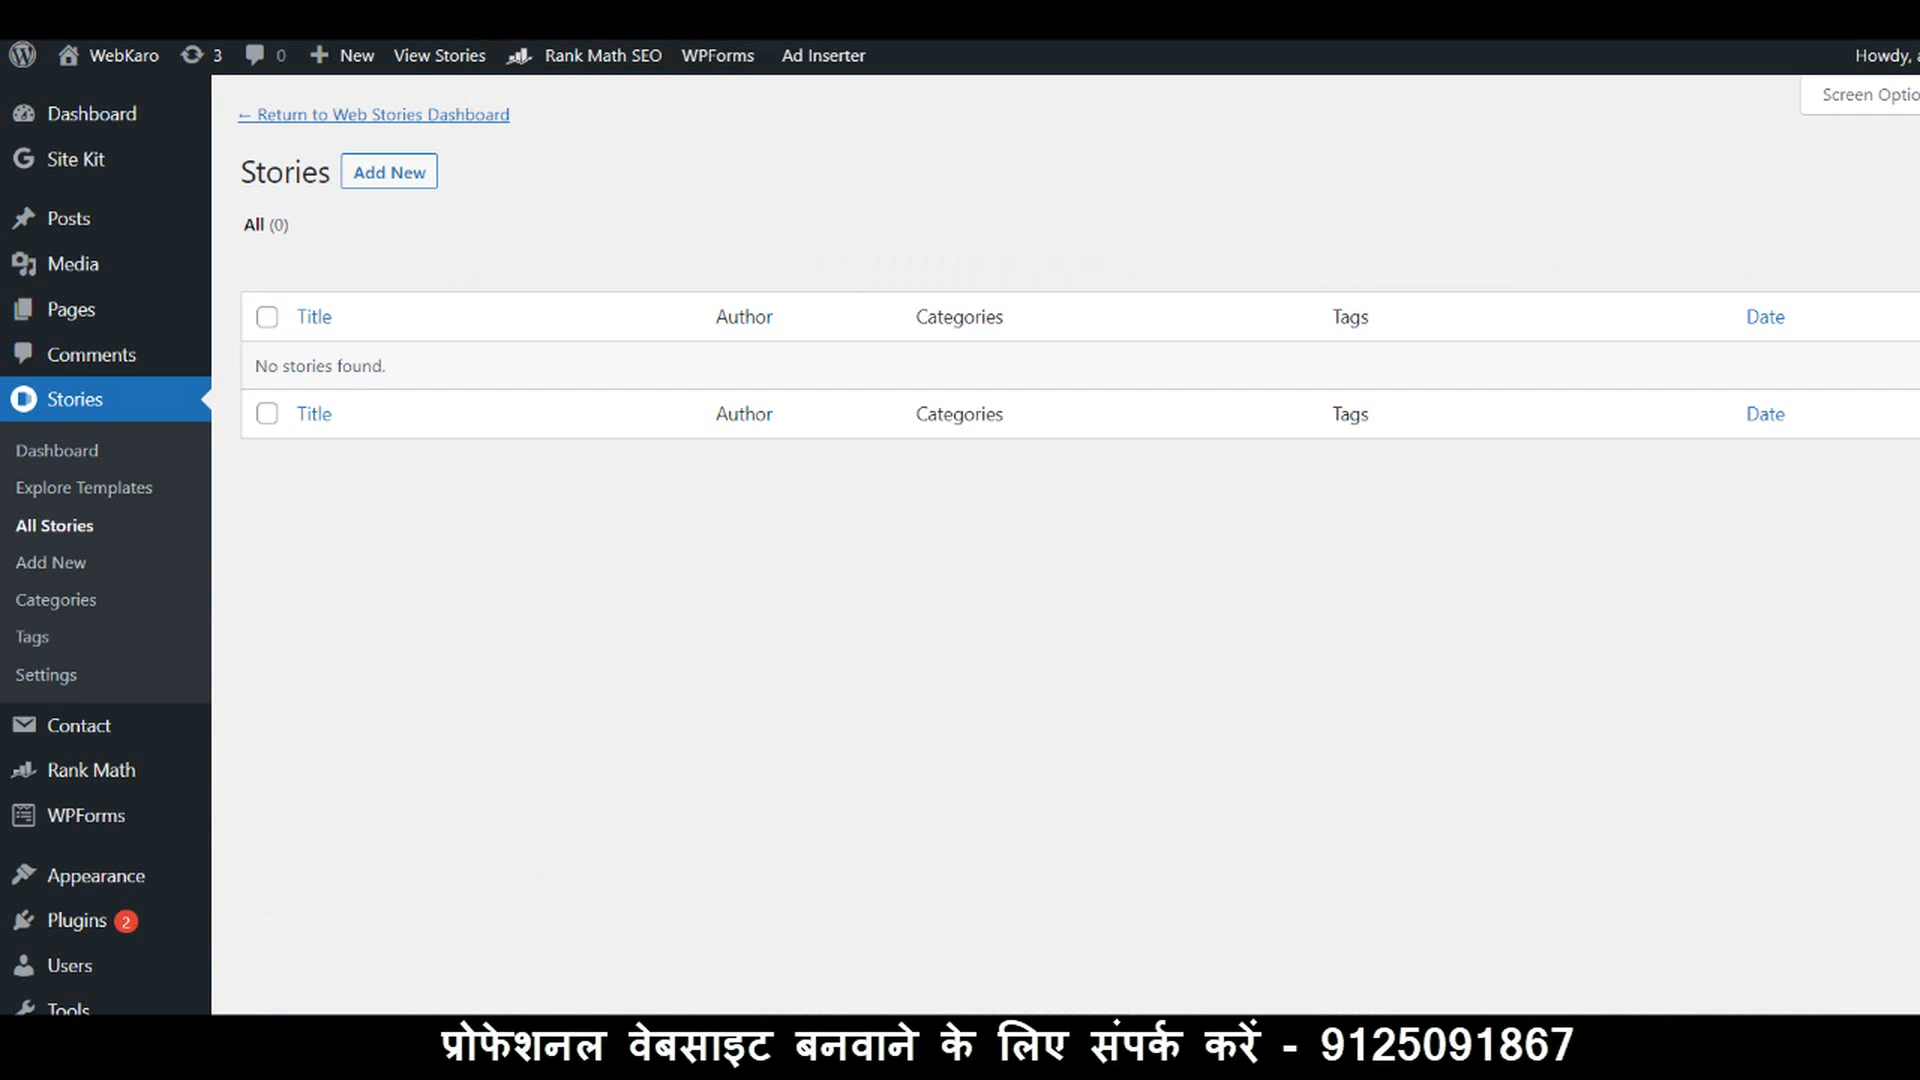 WebKaro 3 0 New View Stories Rank Math SEO WPForms Ad Inserter Howdy,
Screen Optio
Dashboard
Site Kit
Posts
Media
Pages
Comments
Stories
Dashboard
Explore Templates
All Stories
Add New
Categories
Tags
Settings
Contact
Rank Math
WPForms
Appearance
Plugins 2
Users
Tools
← Return to Web Stories Dashboard
Stories Add New
All (0)
Title Author Categories Tags Date
No stories found.
Title Author Categories Tags Date
प्रोफेशनल वेबसाइट बनवाने के लिए संपर्क करें - 9125091867